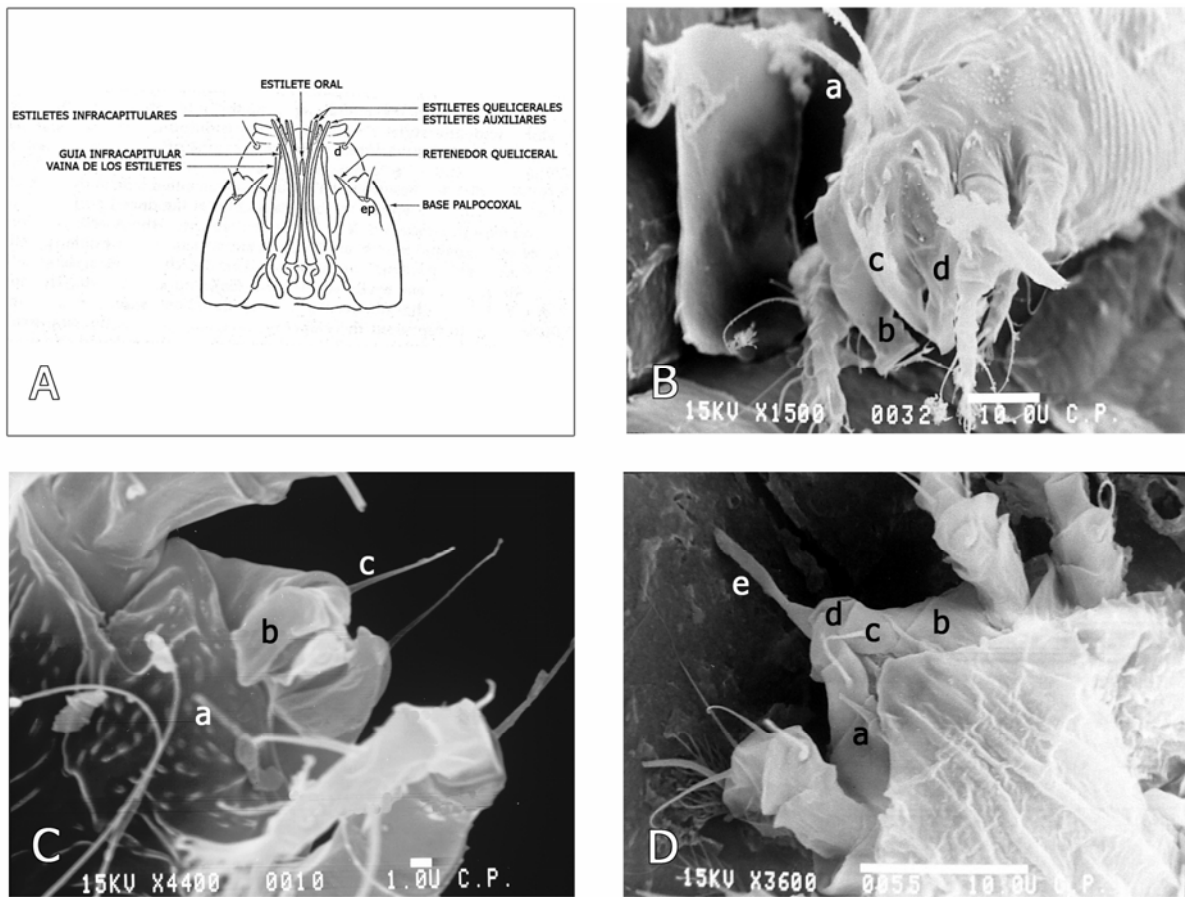 ESTILETE ORAL
ESTILETES INFRACAPITULARES
ESTILETES QUELICERALES
ESTILETES AUXILIARES
GUIA INFRACAPITULAR
VAINA DE LOS ESTILETES
RETENEDOR QUELICERAL
BASE PALPOCOXAL
d
ep
A
a
c
d
b
B
15KV X1500 0032 10.0U C.P.
c
b
a
C
15KV X4400 0010 1.0U C.P.
e
d
c
b
a
D
15KV X3600 0055 10.0U C.P.